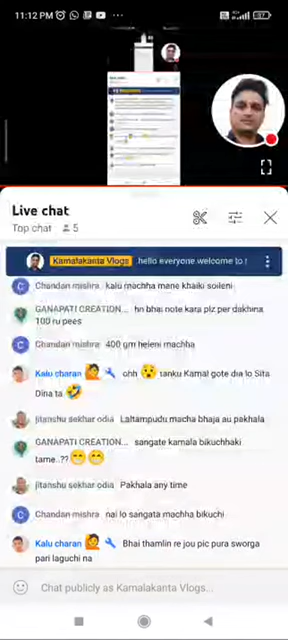 11:12 PM
Live chat
Top chat 5
Kamalakanta Vlogs hello everyone welcome to
Chandan mishra kalu machha mane khaiki soileni
GANAPATI CREATION... hn bhai note kara plz per dakhina
100 ru pees
Chandan mishra 400 gm heleni machha
Kalu charan 🙋 🔧 ohh 😯 tanku Kamal gote dia lo Sita
Dina ta 🤣
jitanshu sekhar odia Laltampudu macha bhaja au pakhala
GANAPATI CREATION... sangate kamala bikuchhaki
tame..??😁😁
jitanshu sekhar odia Pakhala any time
Chandan mishra nai lo sangata machha bikuchi
Kalu charan 🙋 🔧 Bhai thamlin re jou pic pura sworga
pari laguchi na
Chat publicly as Kamalakanta Vlogs...